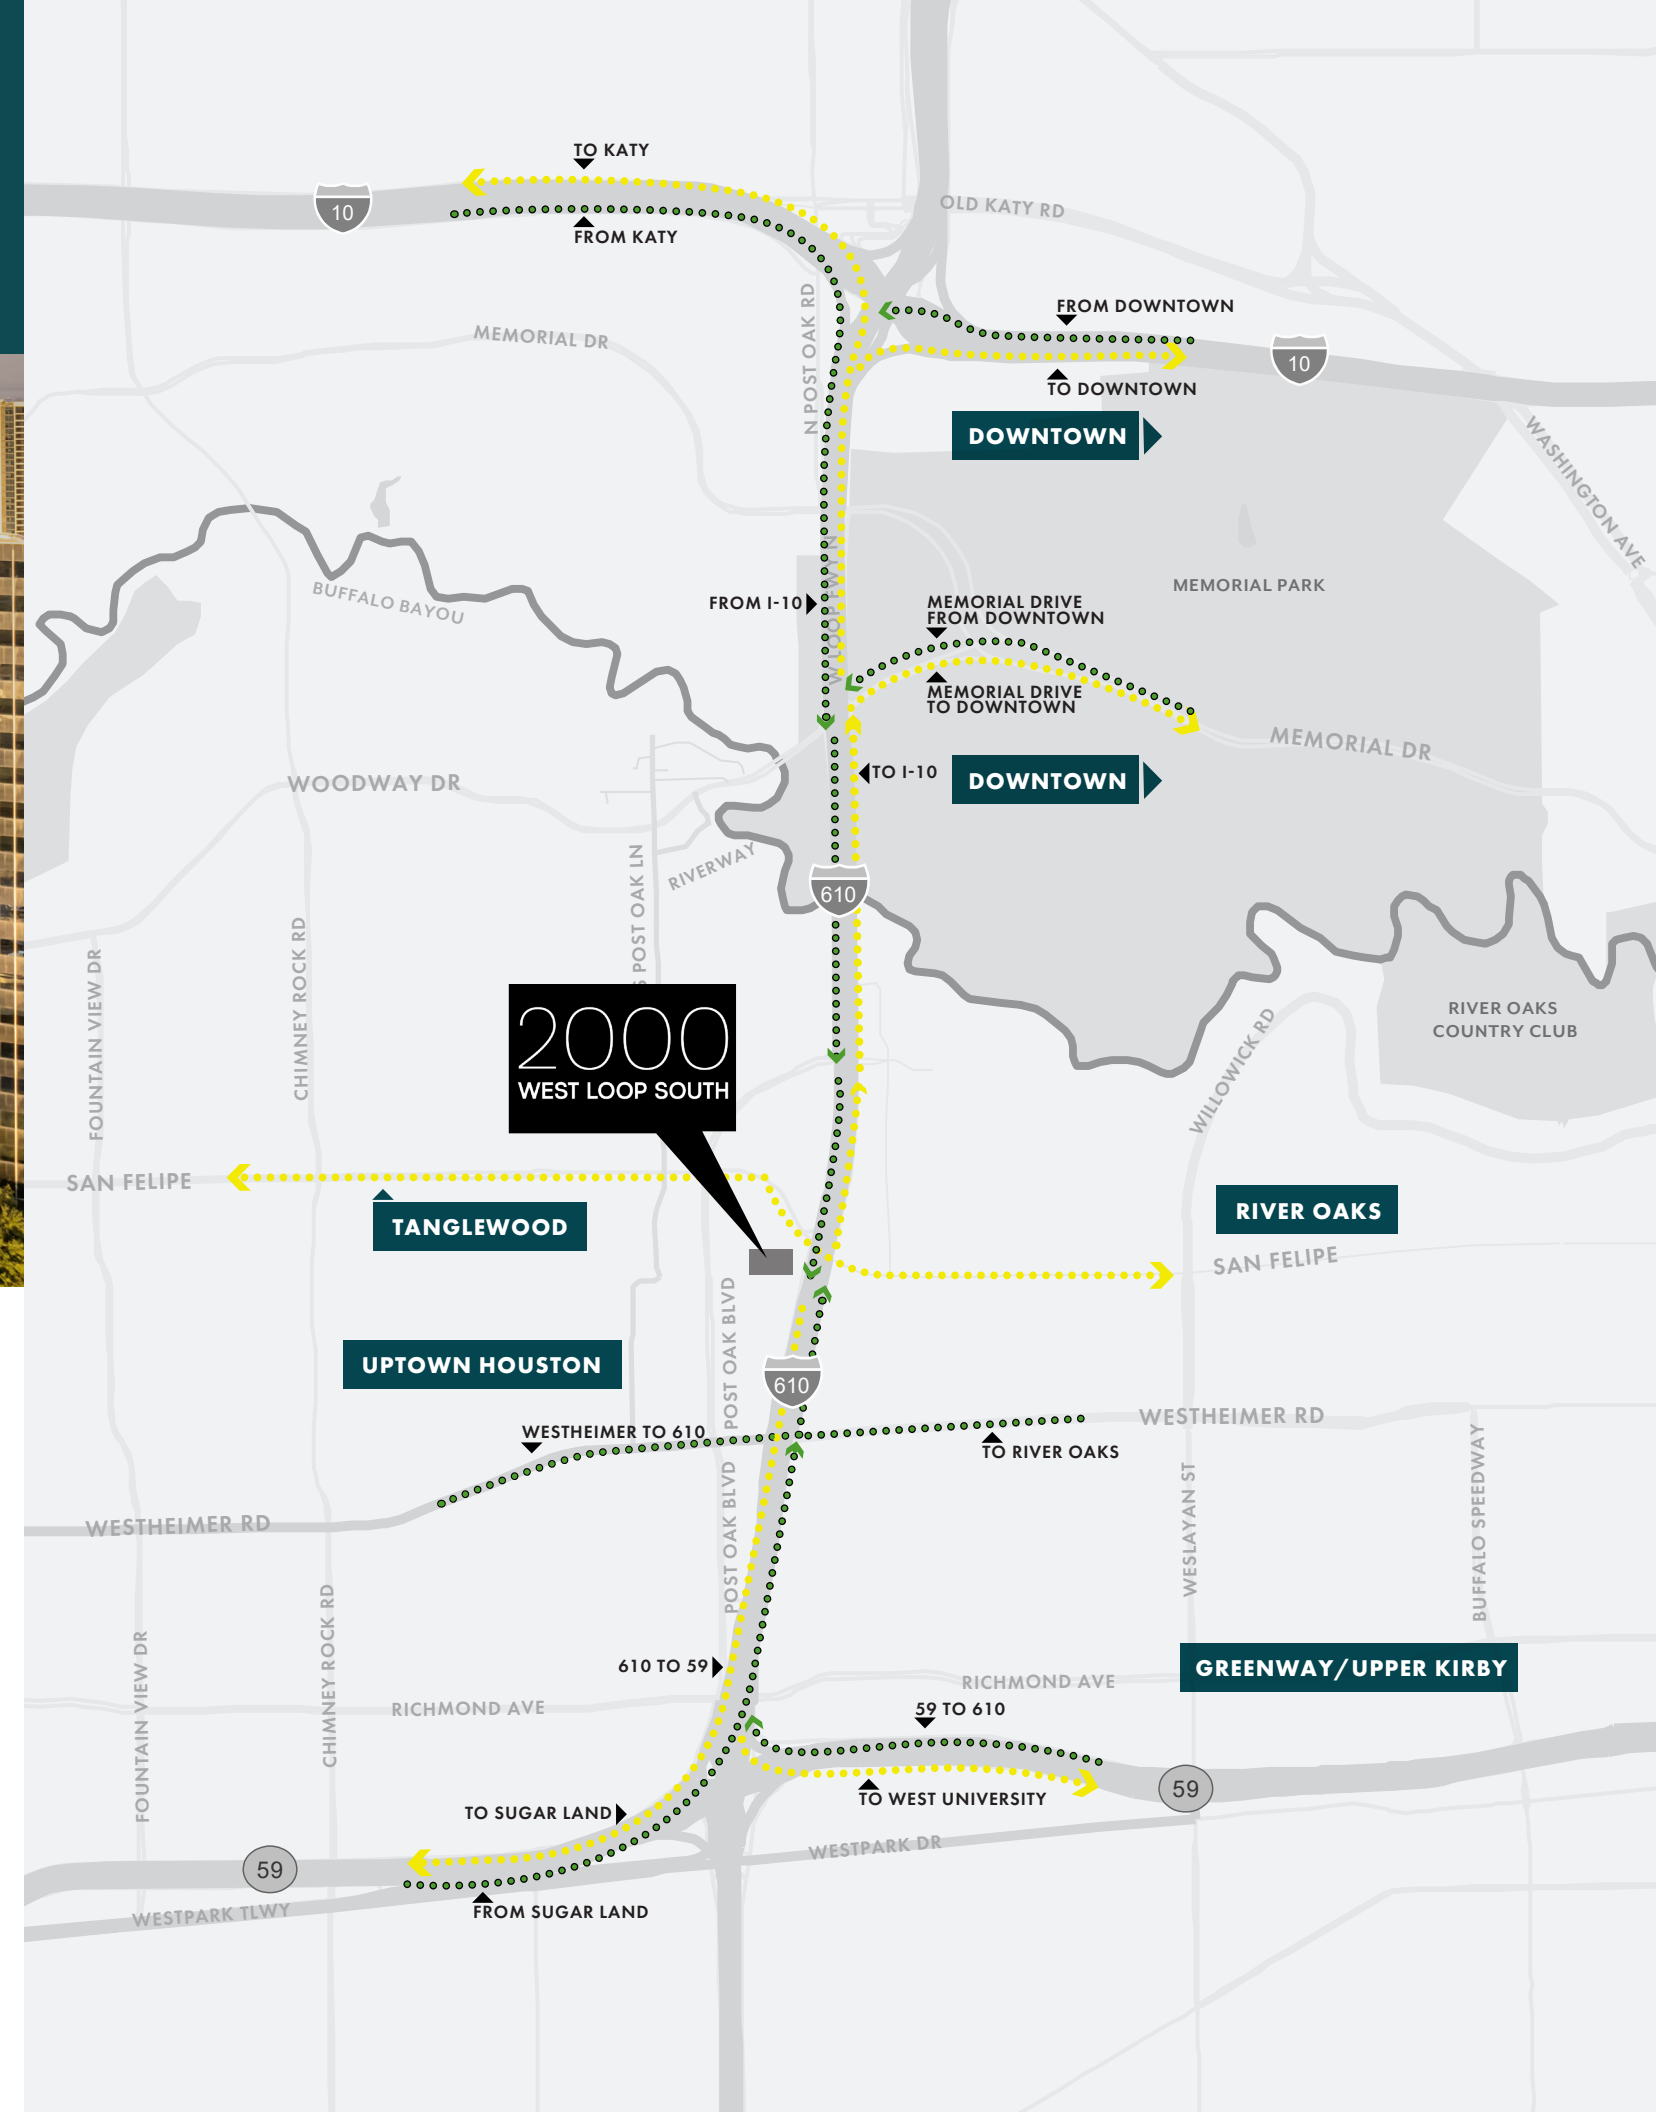 TO KATY
10
FROM KATY
OLD KATY RD
FROM DOWNTOWN
10
TO DOWNTOWN
MEMORIAL DR
N POST OAK RD
DOWNTOWN
WASHINGTON AVE
W LOOP FWY N
BUFFALO BAYOU
MEMORIAL PARK
FROM I-10
MEMORIAL DRIVE
FROM DOWNTOWN
MEMORIAL DRIVE
TO DOWNTOWN
MEMORIAL DR
TO I-10
DOWNTOWN
WOODWAY DR
RIVERWAY
610
S POST OAK LN
CHIMNEY ROCK RD
FOUNTAIN VIEW DR
2000
WEST LOOP SOUTH
RIVER OAKS
COUNTRY CLUB
WILLOWICK RD
SAN FELIPE
TANGLEWOOD
RIVER OAKS
SAN FELIPE
POST OAK BLVD
UPTOWN HOUSTON
610
WESTHEIMER TO 610
WESTHEIMER RD
TO RIVER OAKS
WESTHEIMER RD
POST OAK BLVD
WESLAYAN ST
BUFFALO SPEEDWAY
FOUNTAIN VIEW DR
CHIMNEY ROCK RD
610 TO 59
GREENWAY/UPPER KIRBY
RICHMOND AVE
RICHMOND AVE
59 TO 610
59
TO WEST UNIVERSITY
TO SUGAR LAND
WESTPARK DR
59
FROM SUGAR LAND
WESTPARK TLWY